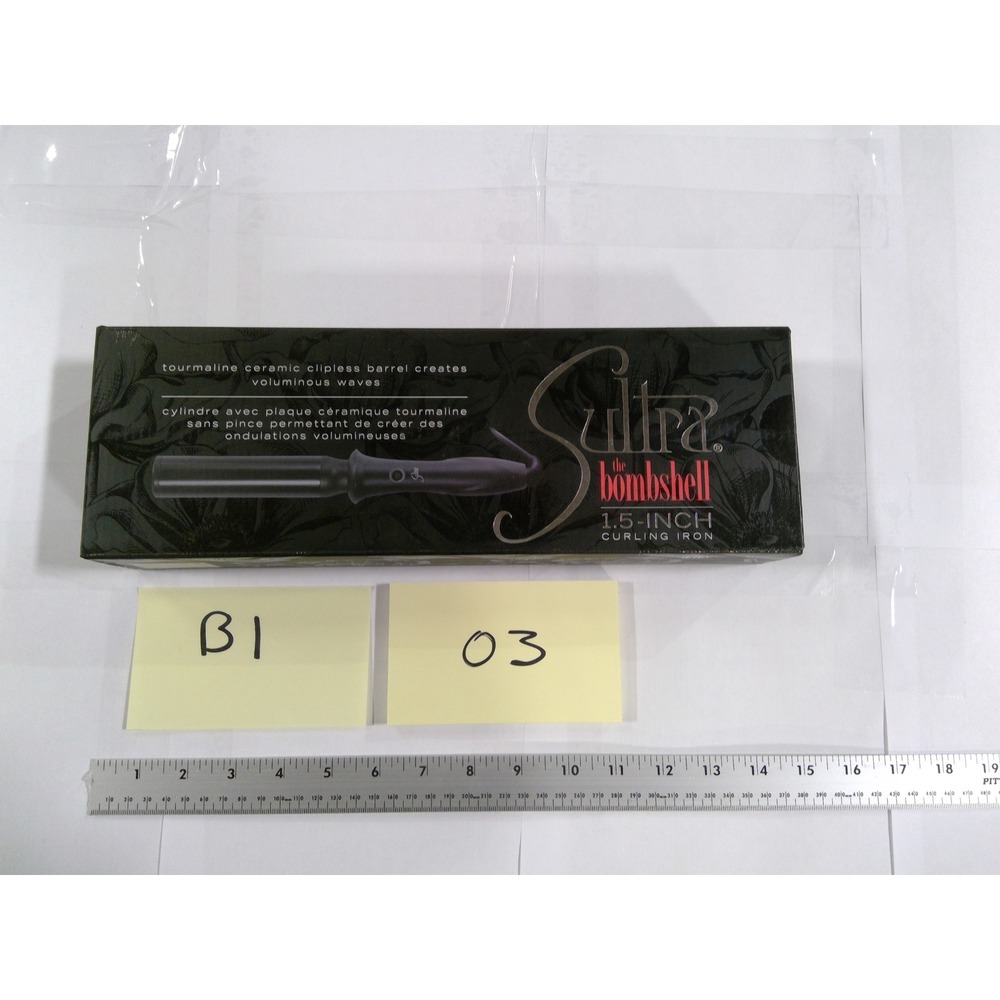 tourmaline ceramic clipless barrel creates
voluminous waves
cylindre avec plaque céramique tourmaline
sans pince permettant de créer des
ondulations volumineuses
Sultra®
the
bombshell
1.5-INCH
CURLING IRON
B1
03
1 2 3 4 5 6 7 8 9 10 11 12 13 14 15 16 17 18 19